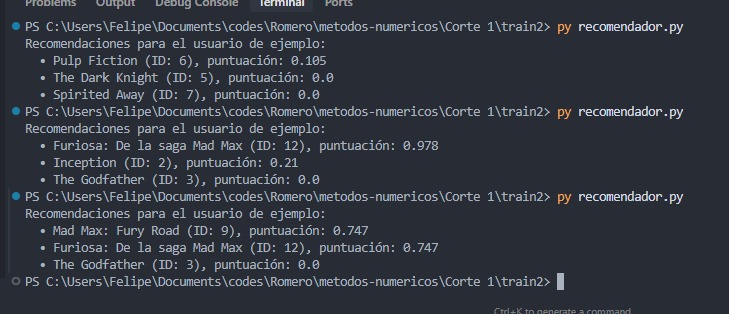 Problems Output Debug Console Terminal Ports
PS C:\Users\Felipe\Documents\codes\Romero\metodos-numericos\Corte 1\train2> py recomendador.py
Recomendaciones para el usuario de ejemplo:
• Pulp Fiction (ID: 6), puntuación: 0.105
• The Dark Knight (ID: 5), puntuación: 0.0
• Spirited Away (ID: 7), puntuación: 0.0
PS C:\Users\Felipe\Documents\codes\Romero\metodos-numericos\Corte 1\train2> py recomendador.py
Recomendaciones para el usuario de ejemplo:
• Furiosa: De la saga Mad Max (ID: 12), puntuación: 0.978
• Inception (ID: 2), puntuación: 0.21
• The Godfather (ID: 3), puntuación: 0.0
PS C:\Users\Felipe\Documents\codes\Romero\metodos-numericos\Corte 1\train2> py recomendador.py
Recomendaciones para el usuario de ejemplo:
• Mad Max: Fury Road (ID: 9), puntuación: 0.747
• Furiosa: De la saga Mad Max (ID: 12), puntuación: 0.747
• The Godfather (ID: 3), puntuación: 0.0
PS C:\Users\Felipe\Documents\codes\Romero\metodos-numericos\Corte 1\train2>
Ctrl+K to generate a command